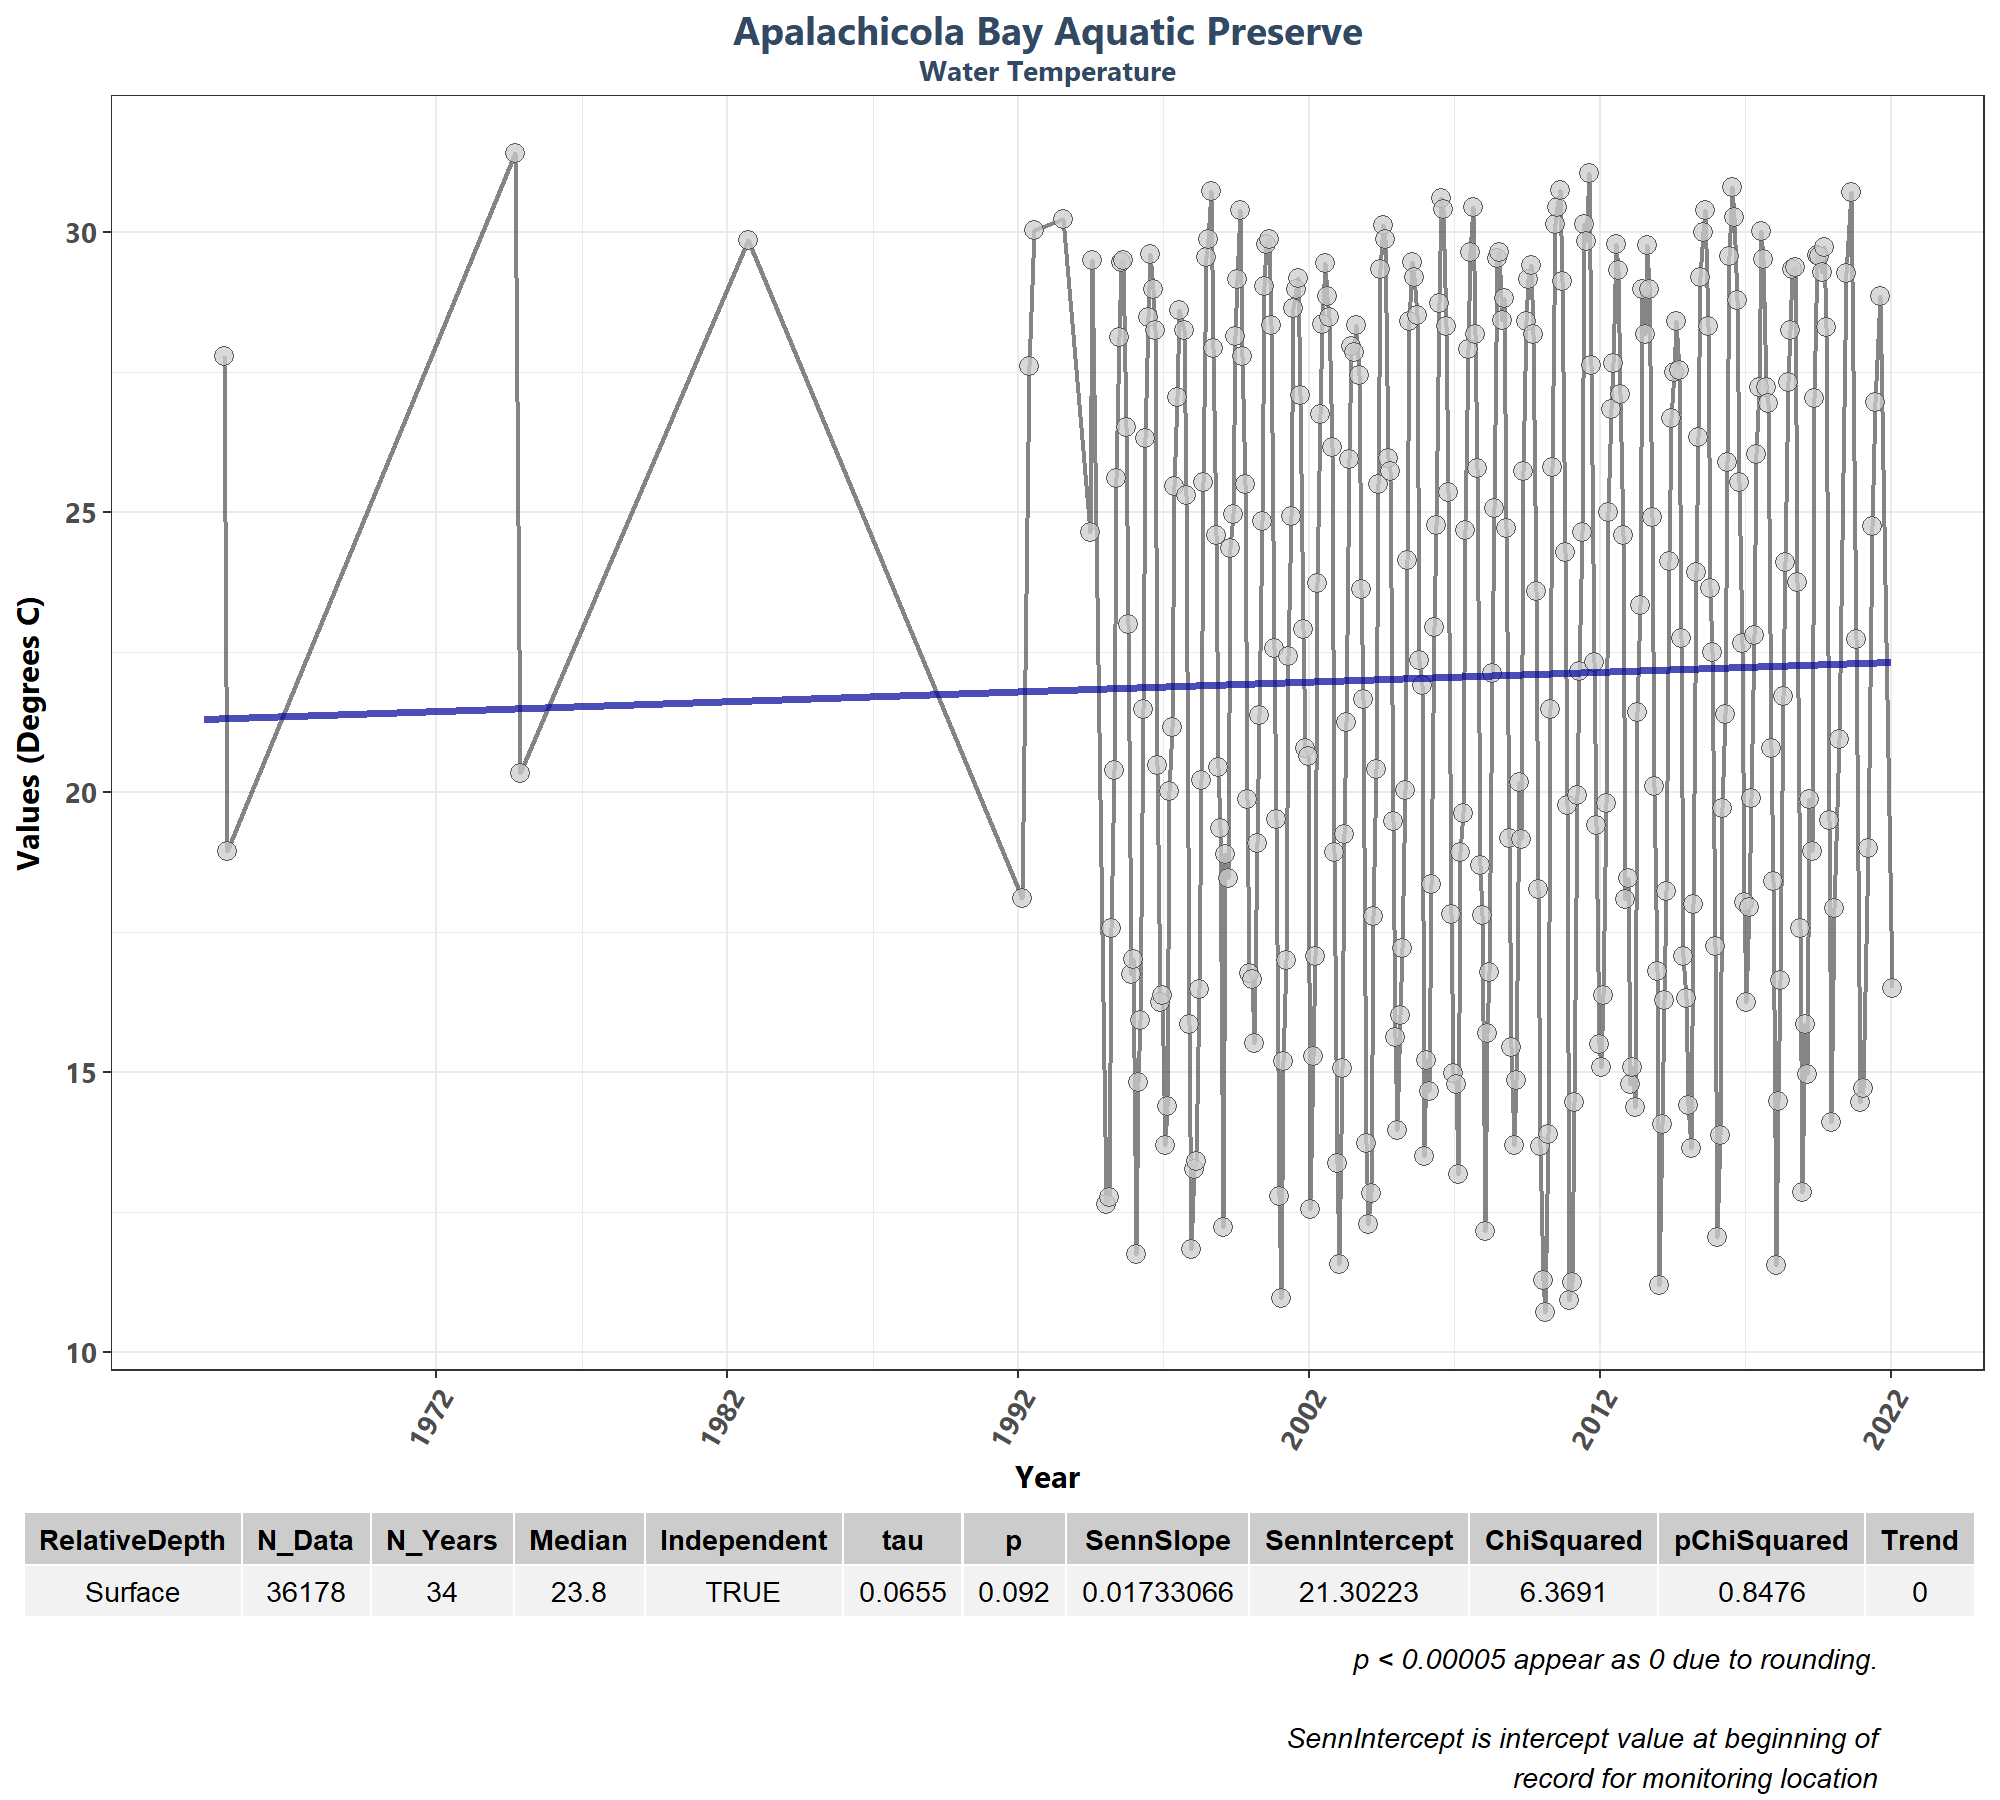 Apalachicola Bay Aquatic Preserve
Water Temperature
Values (Degrees C)
30
25
20
15
10
1972 1982 1992 2002 2012 2022
Year
RelativeDepth N_Data N_Years Median Independent tau p SennSlope SennIntercept ChiSquared pChiSquared Trend
Surface 36178 34 23.8 TRUE 0.0655 0.092 0.01733066 21.30223 6.3691 0.8476 0
p < 0.00005 appear as 0 due to rounding.
SennIntercept is intercept value at beginning of
record for monitoring location